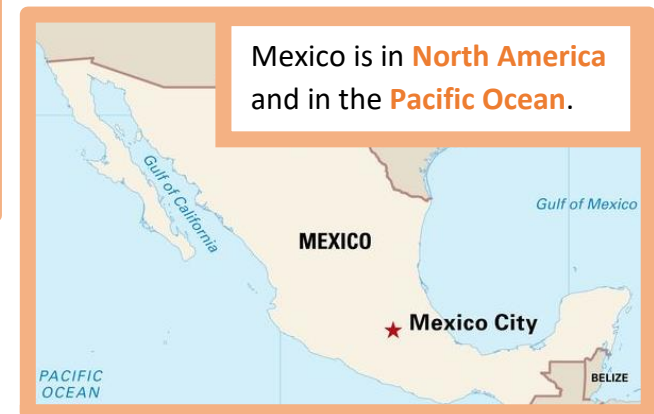 Mexico is in North America
and in the Pacific Ocean.
Gulf of California
Gulf of Mexico
MEXICO
Mexico City
PACIFIC
OCEAN
BELIZE